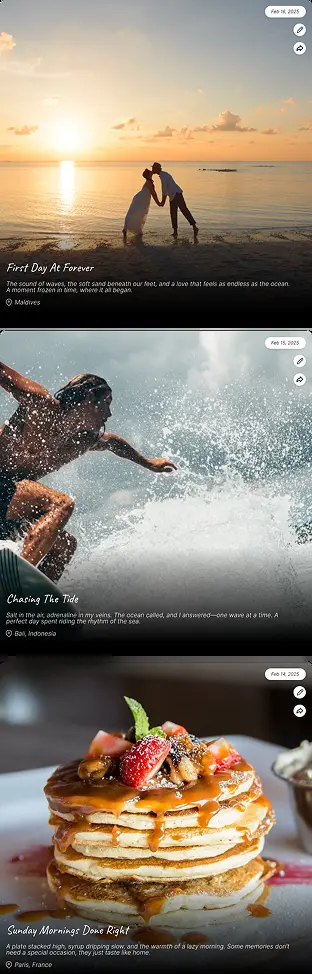 Feb 16, 2025
First Day At Forever
The sound of waves, the soft sand beneath our feet, and a love that feels as endless as the ocean.
A moment frozen in time, where it all began.
Maldives
Feb 15, 2025
Chasing The Tide
Salt in the air, adrenaline in my veins. The ocean called, and I answered—one wave at a time. A
perfect day spent riding the rhythm of the sea.
Bali, Indonesia
Feb 14, 2025
Sunday Mornings Done Right
A plate stacked high, syrup dripping slow, and the warmth of a lazy morning. Some memories don't
need a special occasion, they just taste like home.
Paris, France